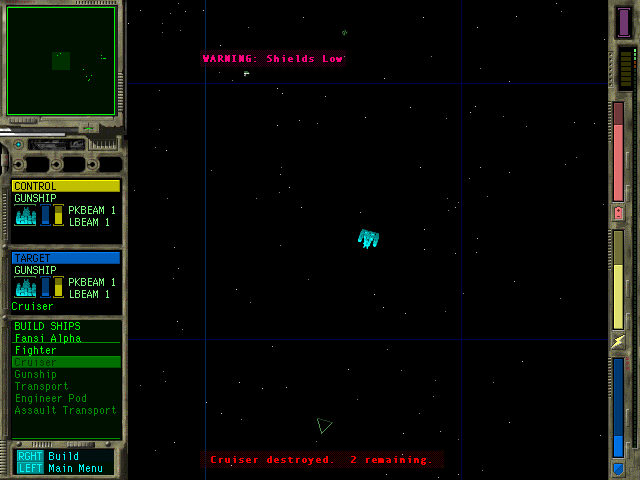 WARNING: Shields Low
CONTROL
GUNSHIP
PKBEAM 1
LBEAM 1
TARGET
GUNSHIP
PKBEAM 1
LBEAM 1
Cruiser
BUILD SHIPS
Fansi Alpha
Fighter
Cruiser
Gunship
Transport
Engineer Pod
Assault Transport
RGHT Build
LEFT Main Menu
Cruiser destroyed. 2 remaining.